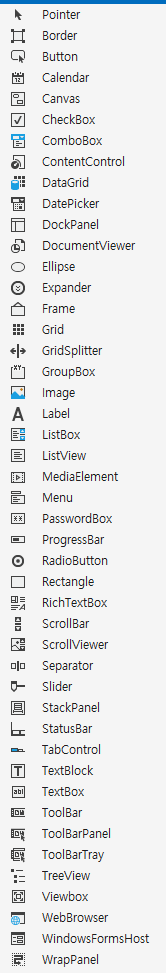 Pointer
Border
Button
Calendar
Canvas
CheckBox
ComboBox
ContentControl
DataGrid
DatePicker
DockPanel
DocumentViewer
Ellipse
Expander
Frame
Grid
GridSplitter
GroupBox
Image
Label
ListBox
ListView
MediaElement
Menu
PasswordBox
ProgressBar
RadioButton
Rectangle
RichTextBox
ScrollBar
ScrollViewer
Separator
Slider
StackPanel
StatusBar
TabControl
TextBlock
TextBox
ToolBar
ToolBarPanel
ToolBarTray
TreeView
Viewbox
WebBrowser
WindowsFormsHost
WrapPanel